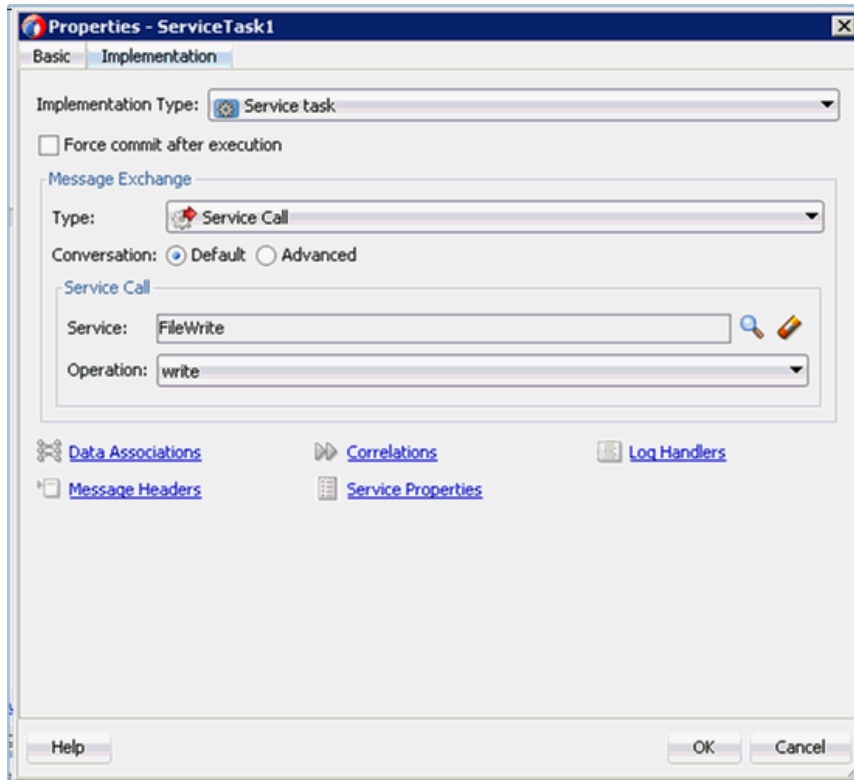 Properties - ServiceTask1
Basic Implementation
Implementation Type: Service task
Force commit after execution
Message Exchange
Type: Service Call
Conversation: Default Advanced
Service Call
Service: FileWrite
Operation: write
Data Associations Correlations Log Handlers
Message Headers Service Properties
Help OK Cancel